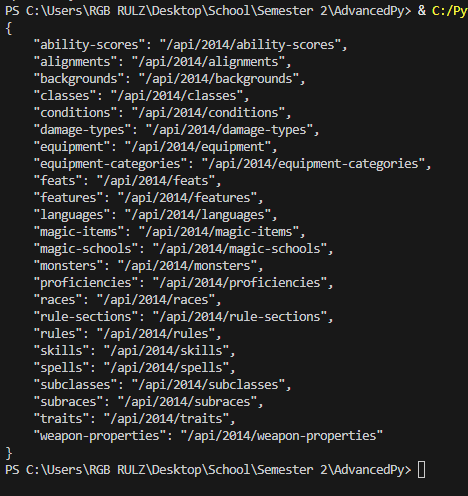 PS C:\Users\RGB RULZ\Desktop\School\Semester 2\AdvancedPy> & C:/Py
{
    "ability-scores": "/api/2014/ability-scores",
    "alignments": "/api/2014/alignments",
    "backgrounds": "/api/2014/backgrounds",
    "classes": "/api/2014/classes",
    "conditions": "/api/2014/conditions",
    "damage-types": "/api/2014/damage-types",
    "equipment": "/api/2014/equipment",
    "equipment-categories": "/api/2014/equipment-categories",
    "feats": "/api/2014/feats",
    "features": "/api/2014/features",
    "languages": "/api/2014/languages",
    "magic-items": "/api/2014/magic-items",
    "magic-schools": "/api/2014/magic-schools",
    "monsters": "/api/2014/monsters",
    "proficiencies": "/api/2014/proficiencies",
    "races": "/api/2014/races",
    "rule-sections": "/api/2014/rule-sections",
    "rules": "/api/2014/rules",
    "skills": "/api/2014/skills",
    "spells": "/api/2014/spells",
    "subclasses": "/api/2014/subclasses",
    "subraces": "/api/2014/subraces",
    "traits": "/api/2014/traits",
    "weapon-properties": "/api/2014/weapon-properties"
}
PS C:\Users\RGB RULZ\Desktop\School\Semester 2\AdvancedPy>